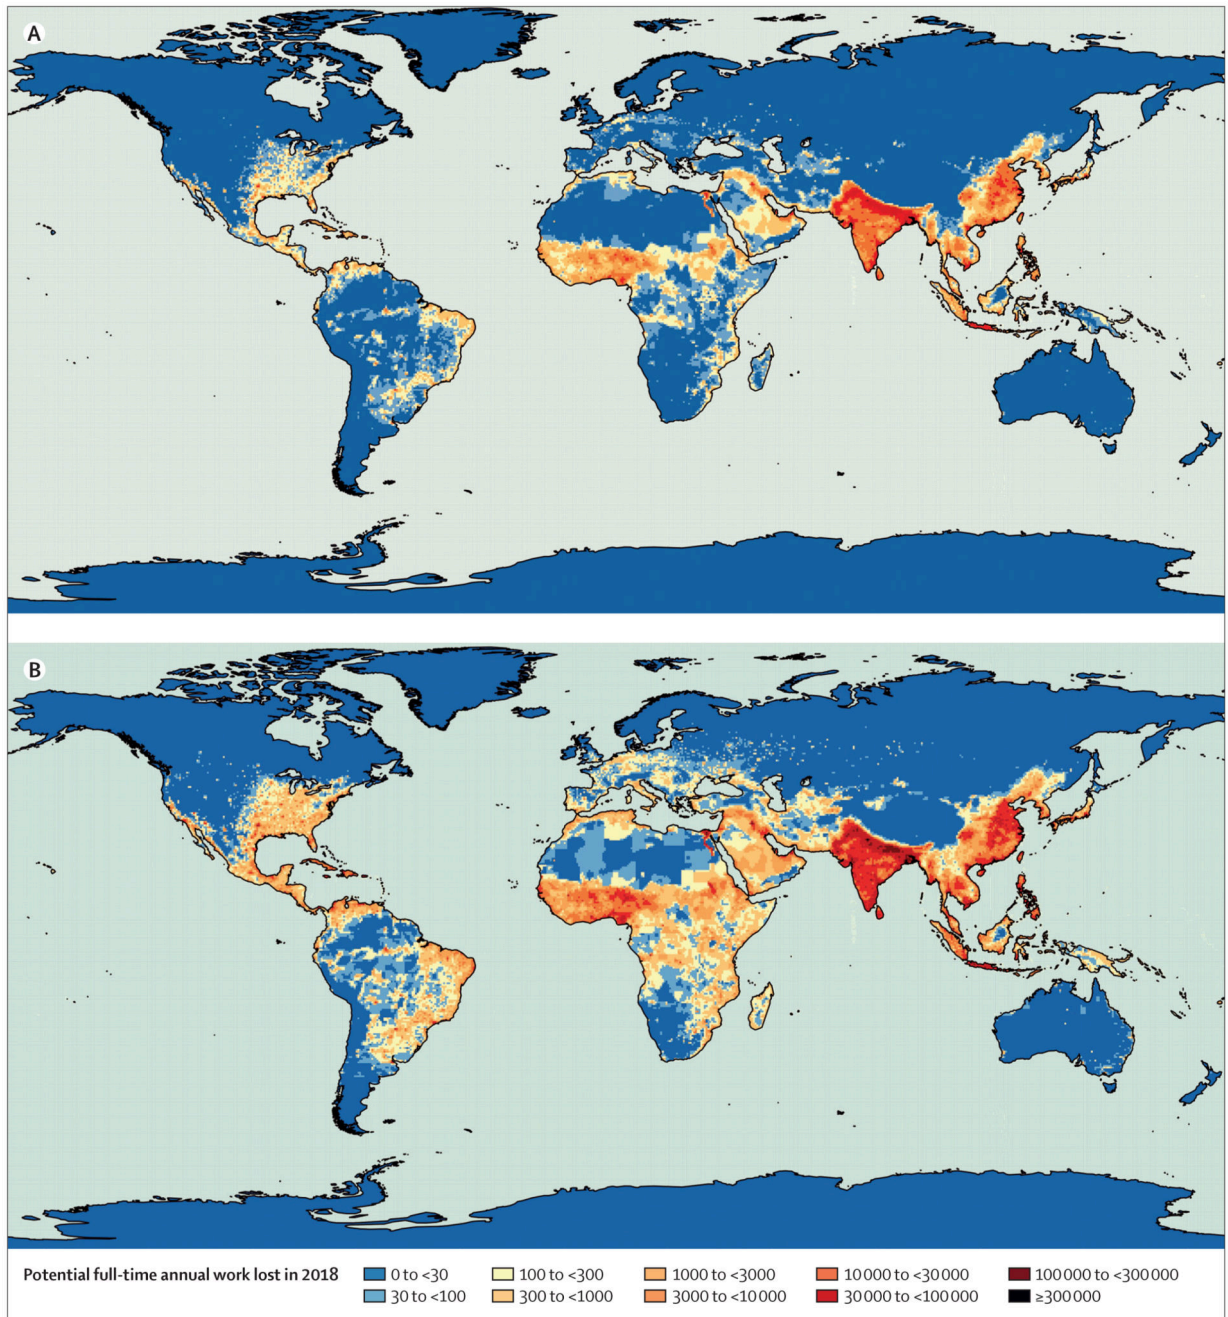 A
B
Potential full-time annual work lost in 2018
0 to <30
100 to <300
1000 to <3000
10 000 to <30 000
100 000 to <300 000
30 to <100
300 to <1000
3000 to <10 000
30 000 to <100 000
≥300 000